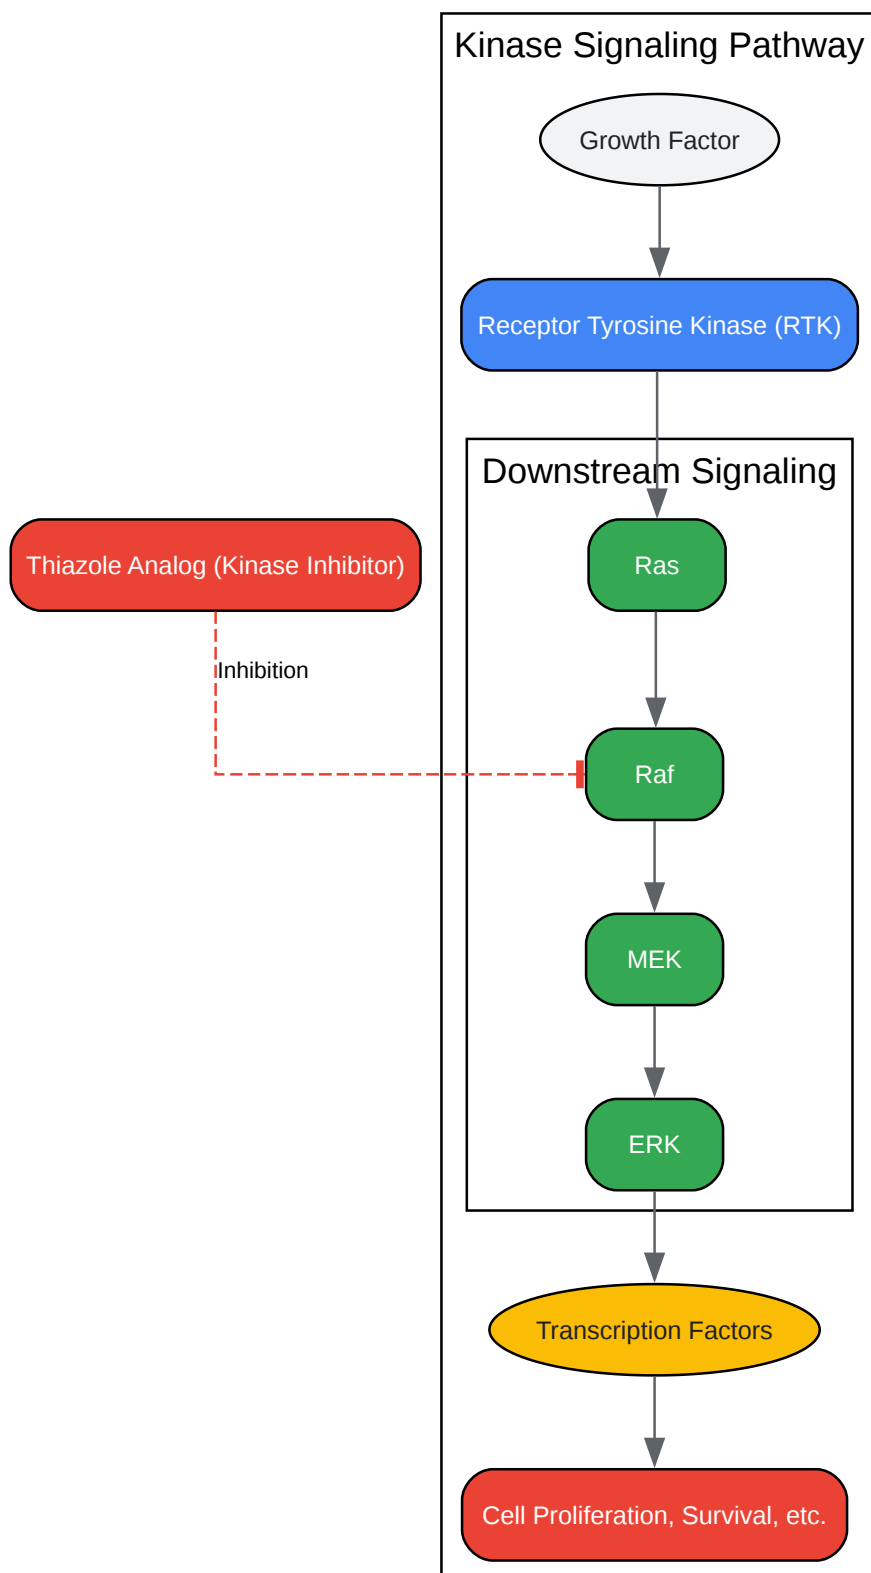 Kinase Signaling Pathway
Growth Factor
Receptor Tyrosine Kinase (RTK)
Downstream Signaling
Thiazole Analog (Kinase Inhibitor)
Ras
Inhibition
Raf
MEK
ERK
Transcription Factors
Cell Proliferation, Survival, etc.